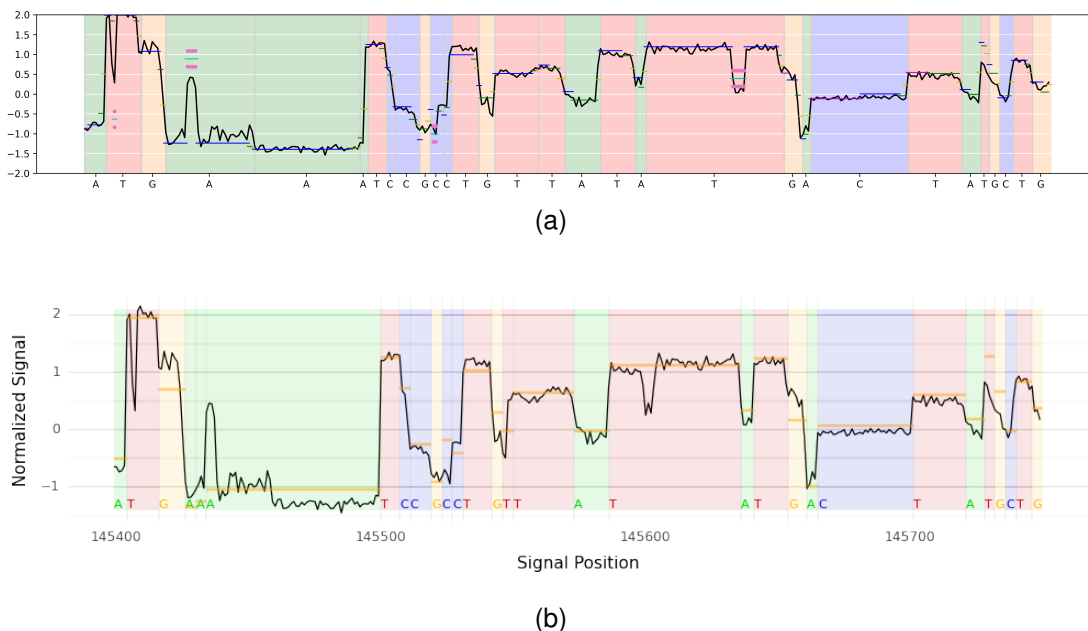 2.0
1.5
1.0
0.5
0.0
−0.5
−1.0
−1.5
−2.0
A T G A A A T C C G C C T G T T A T A T G A C T A T G C T G
(a)
2
1
0
−1
Normalized Signal
A T G A A A T C C G C C T G T T A T A T G A C T A T G C T G
145400 145500 145600 145700
Signal Position
(b)